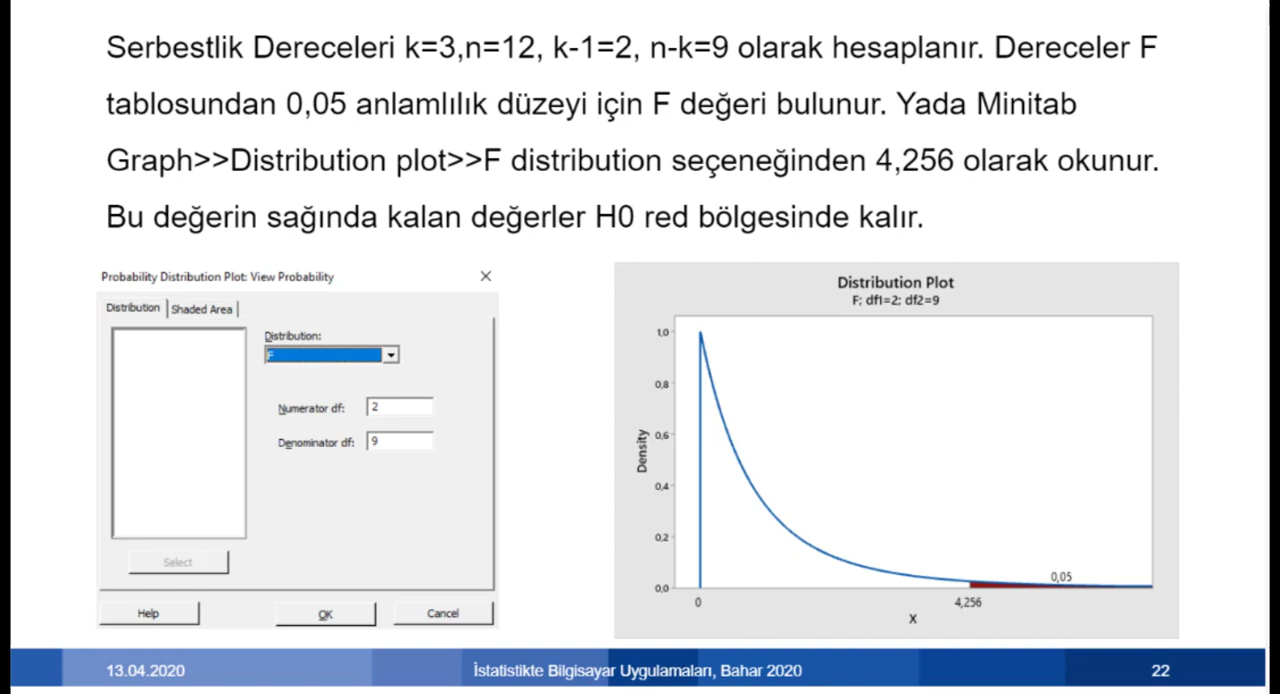 Serbestlik Dereceleri k=3,n=12, k-1=2, n-k=9 olarak hesaplanır. Dereceler F
tablosundan 0,05 anlamlılık düzeyi için F değeri bulunur. Yada Minitab
Graph>>Distribution plot>>F distribution seçeneğinden 4,256 olarak okunur.
Bu değerin sağında kalan değerler H0 red bölgesinde kalır.
Probability Distribution Plot: View Probability
Distribution Shaded Area
Distribution:
F
Numerator df: 2
Denominator df: 9
Select
Help OK Cancel
Distribution Plot
F; df1=2; df2=9
1,0
0,8
0,6
Density
0,4
0,2
0,05
0,0
0 4,256
X
13.04.2020 İstatistikte Bilgisayar Uygulamaları, Bahar 2020 22